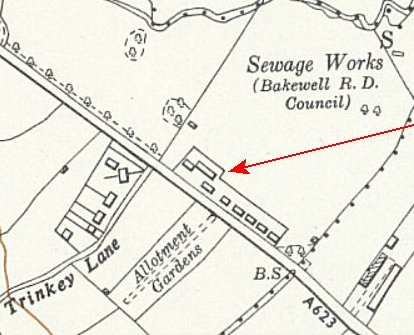 S
Sewage Works
(Bakewell R. D.
Council)
Trinkey Lane
Allotment
Gardens
B.S.
A623